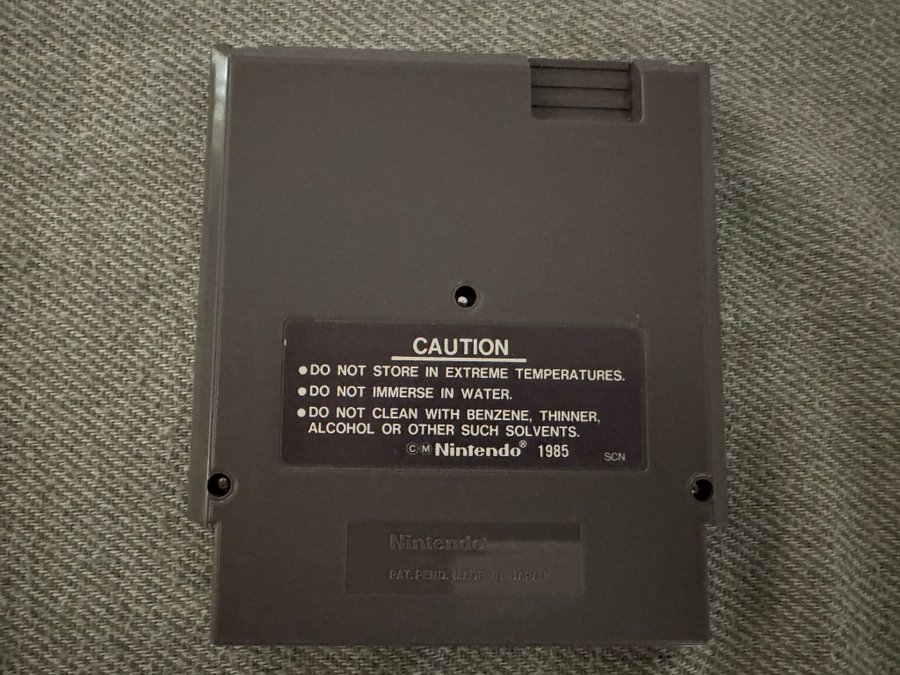 CAUTION
●DO NOT STORE IN EXTREME TEMPERATURES.
●DO NOT IMMERSE IN WATER.
●DO NOT CLEAN WITH BENZENE, THINNER,
ALCOHOL OR OTHER SUCH SOLVENTS.
ⒸⓂ Nintendo® 1985 SCN
Nintendo®
PAT. PEND. MADE IN JAPAN